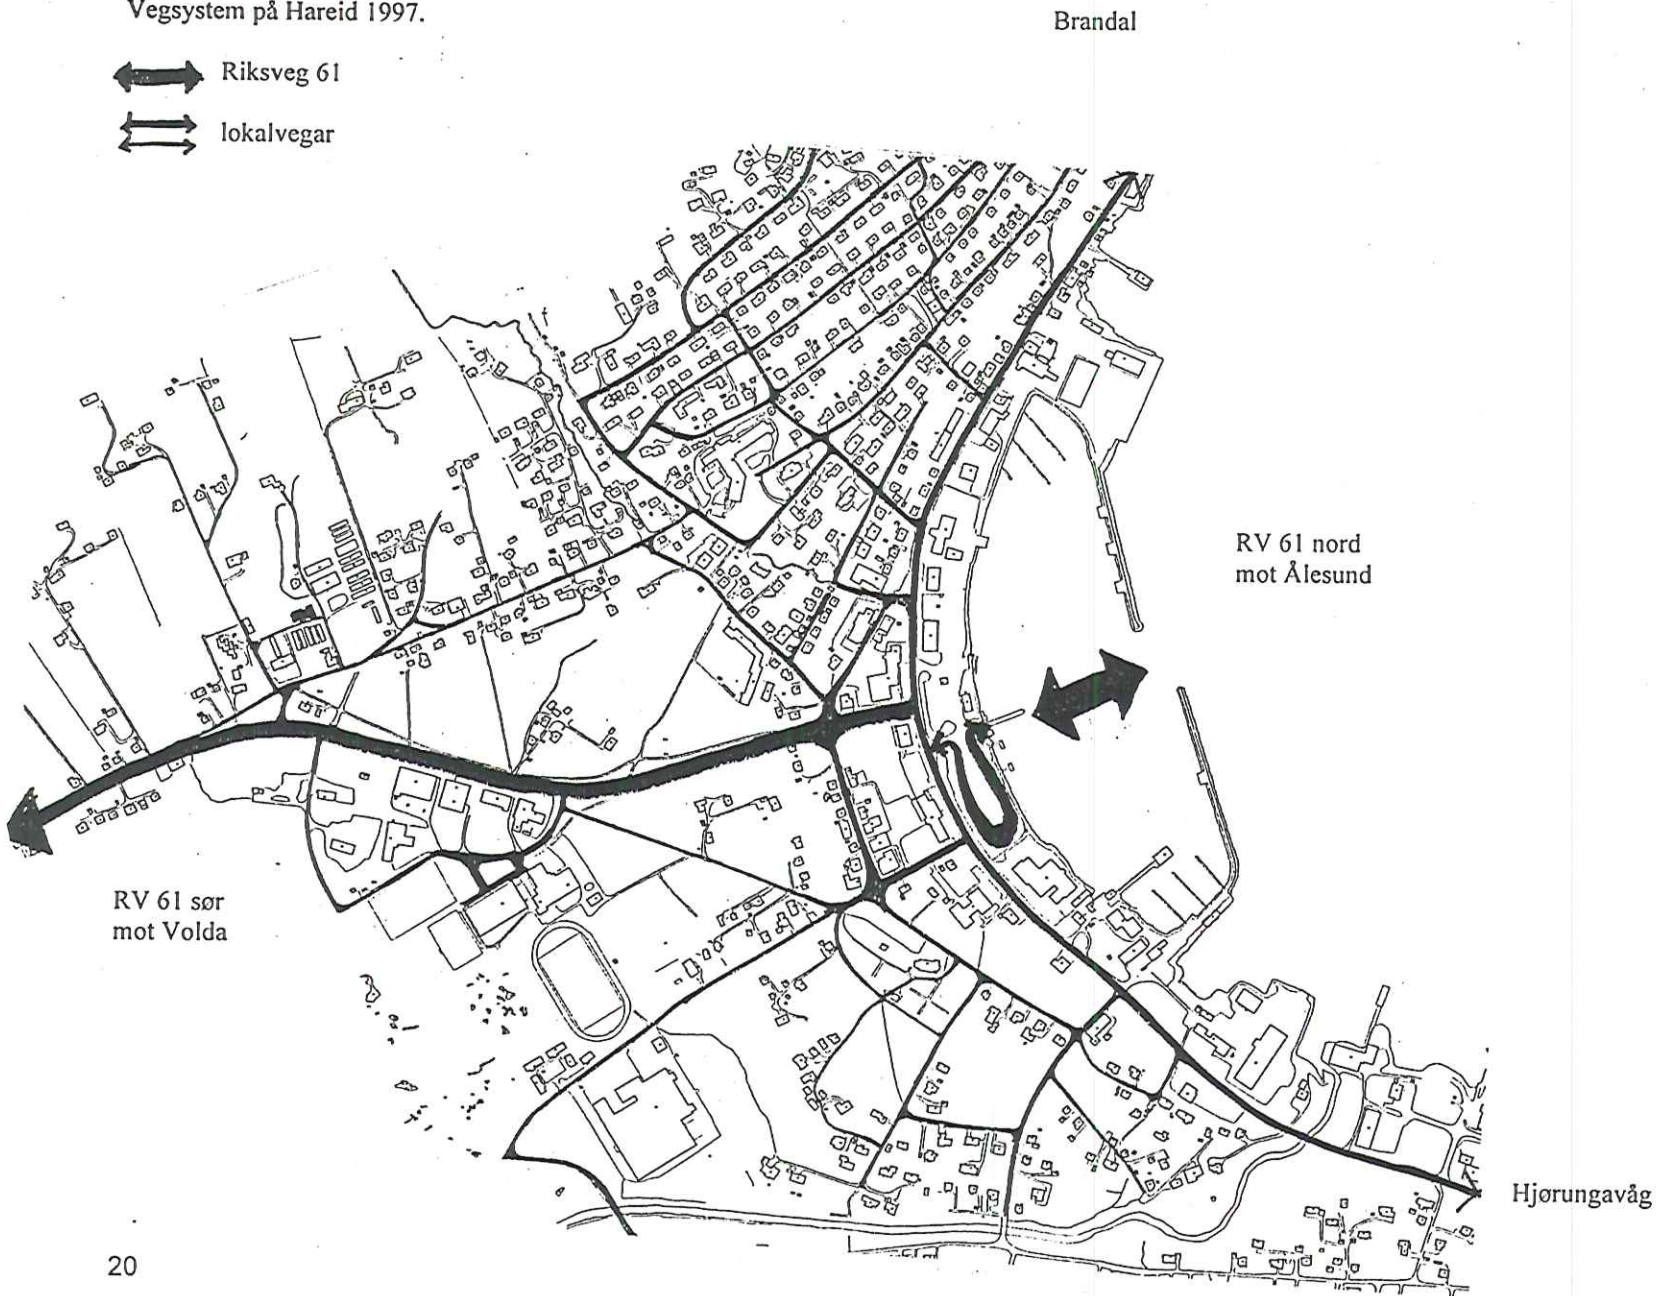 Vegsystem på Hareid 1997.
Brandal
Riksveg 61
lokalvegar
RV 61 nord
mot Ålesund
RV 61 sør
mot Volda
Hjørungavåg
20